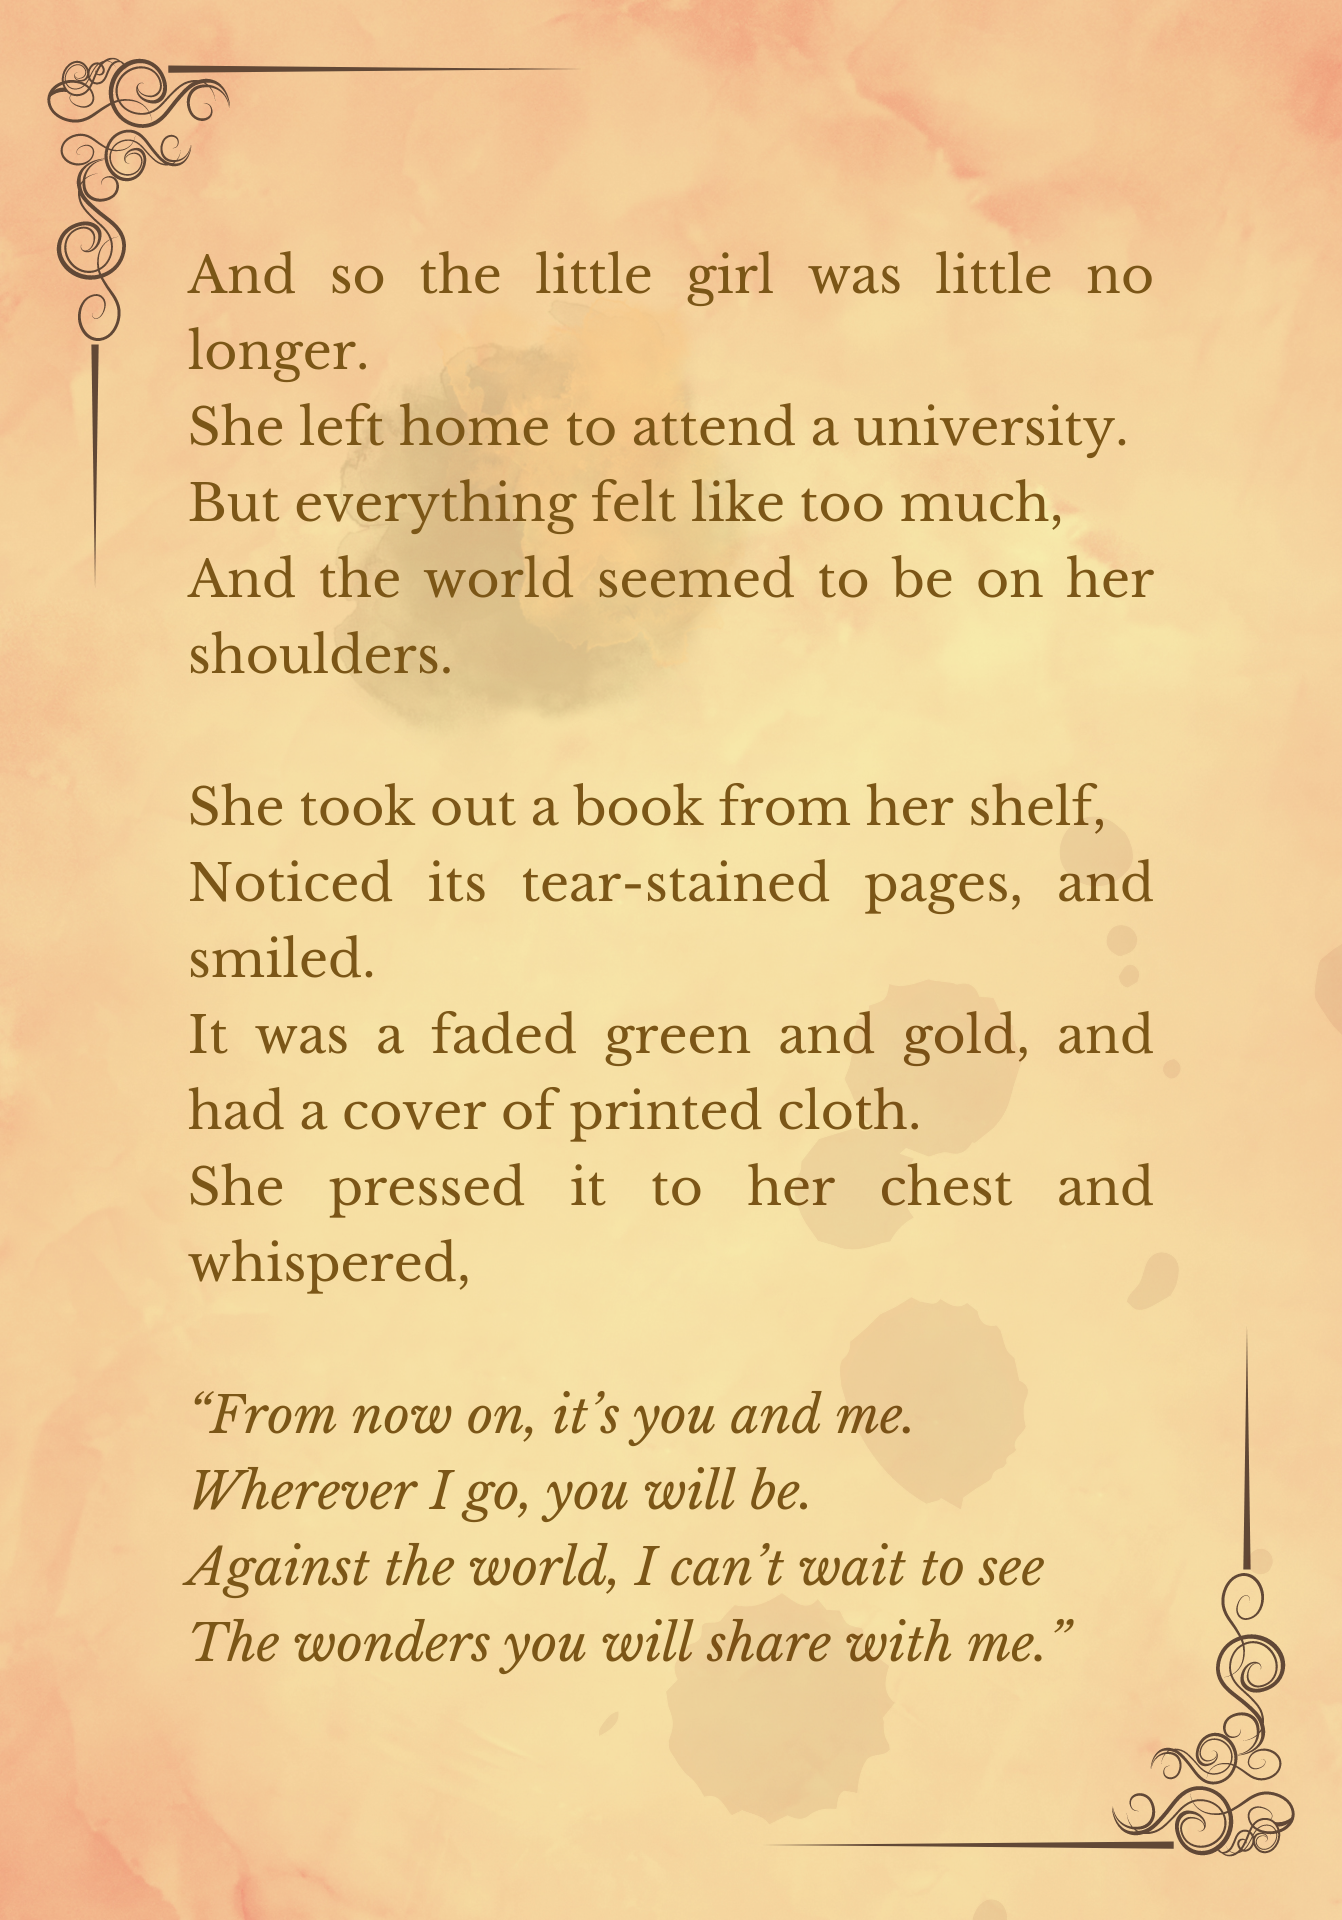 And so the little girl was little no
longer.
She left home to attend a university.
But everything felt like too much,
And the world seemed to be on her
shoulders.
She took out a book from her shelf,
Noticed its tear-stained pages, and
smiled.
It was a faded green and gold, and
had a cover of printed cloth.
She pressed it to her chest and
whispered,
“From now on, it’s you and me.
Wherever I go, you will be.
Against the world, I can’t wait to see
The wonders you will share with me.”